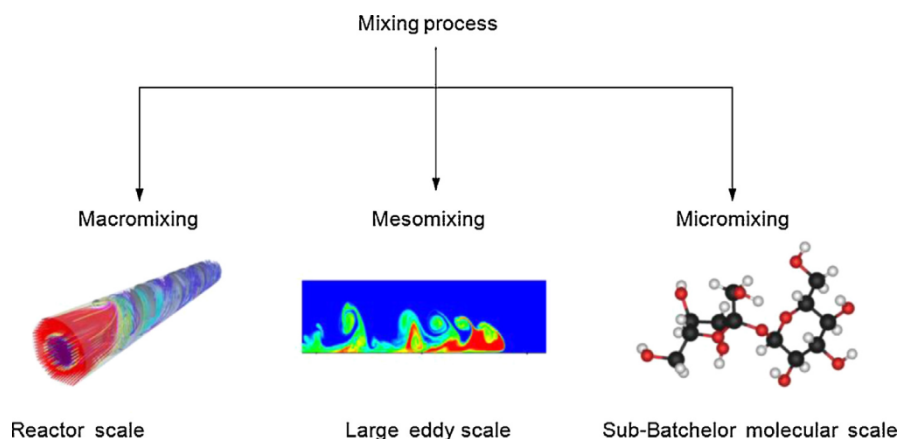 Mixing process
Macromixing
Mesomixing
Micromixing
Reactor scale
Large eddy scale
Sub-Batchelor molecular scale